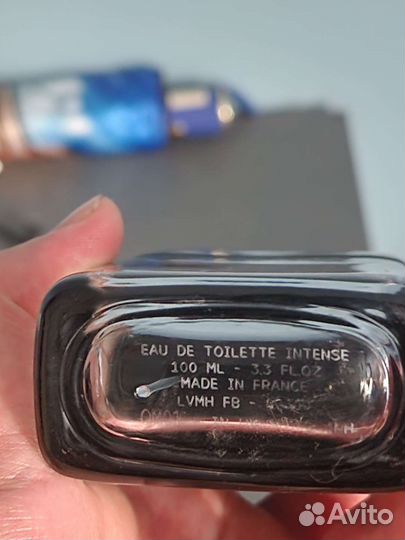 EAU DE TOILETTE INTENSE
100 ML - 3.3 FL.OZ
MADE IN FRANCE
LVMH FB -
Avito